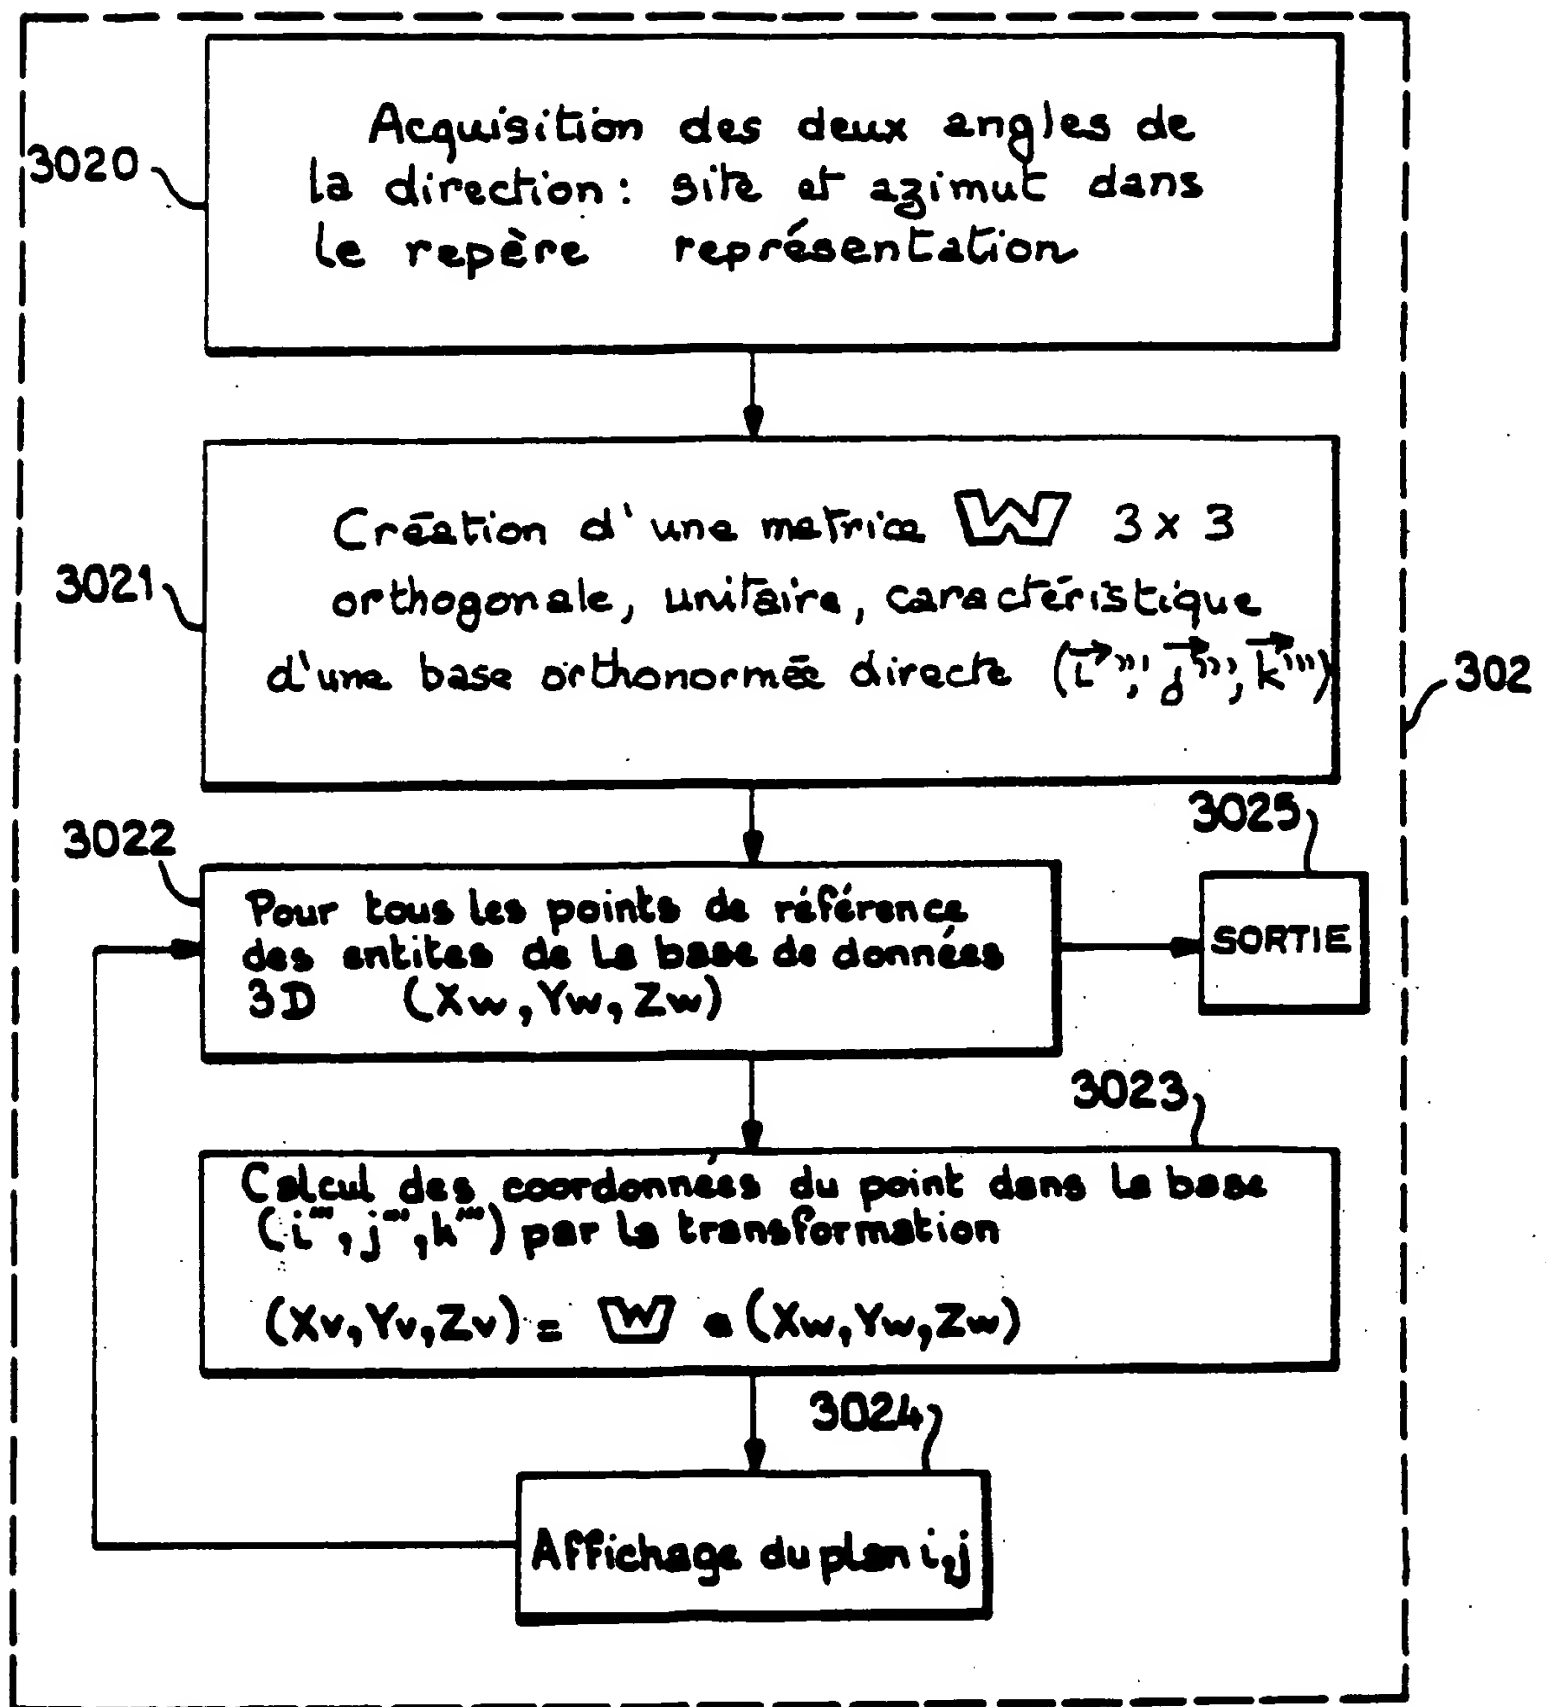 3020
Acquisition des deux angles de
la direction : site et azimut dans
le repère représentation
3021
Création d'une matrice W 3 x 3
orthogonale, unitaire, caractéristique
d'une base orthonormée directe (i⃗''', j⃗''', k⃗''')
302
3022
Pour tous les points de référence
des entites de la base de données
3D (Xw, Yw, Zw)
3025
SORTIE
3023
Calcul des coordonnées du point dans la base
(i''', j''', k''') par la transformation
(Xv, Yv, Zv) = W • (Xw, Yw, Zw)
3024
Affichage du plan i,j